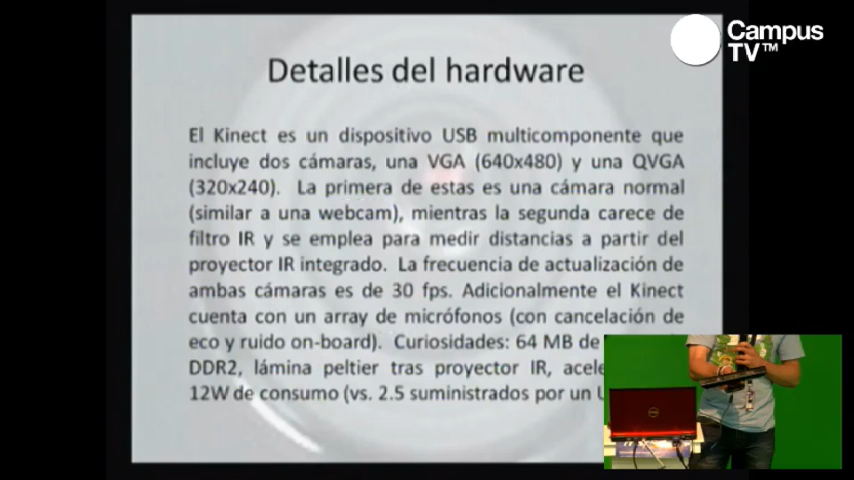 Campus
TV™
Detalles del hardware
El Kinect es un dispositivo USB multicomponente que
incluye dos cámaras, una VGA (640x480) y una QVGA
(320x240). La primera de estas es una cámara normal
(similar a una webcam), mientras la segunda carece de
filtro IR y se emplea para medir distancias a partir del
proyector IR integrado. La frecuencia de actualización de
ambas cámaras es de 30 fps. Adicionalmente el Kinect
cuenta con un array de micrófonos (con cancelación de
eco y ruido on-board). Curiosidades: 64 MB de
DDR2, lámina peltier tras proyector IR,
12W de consumo (vs. 2.5 suministrados por un